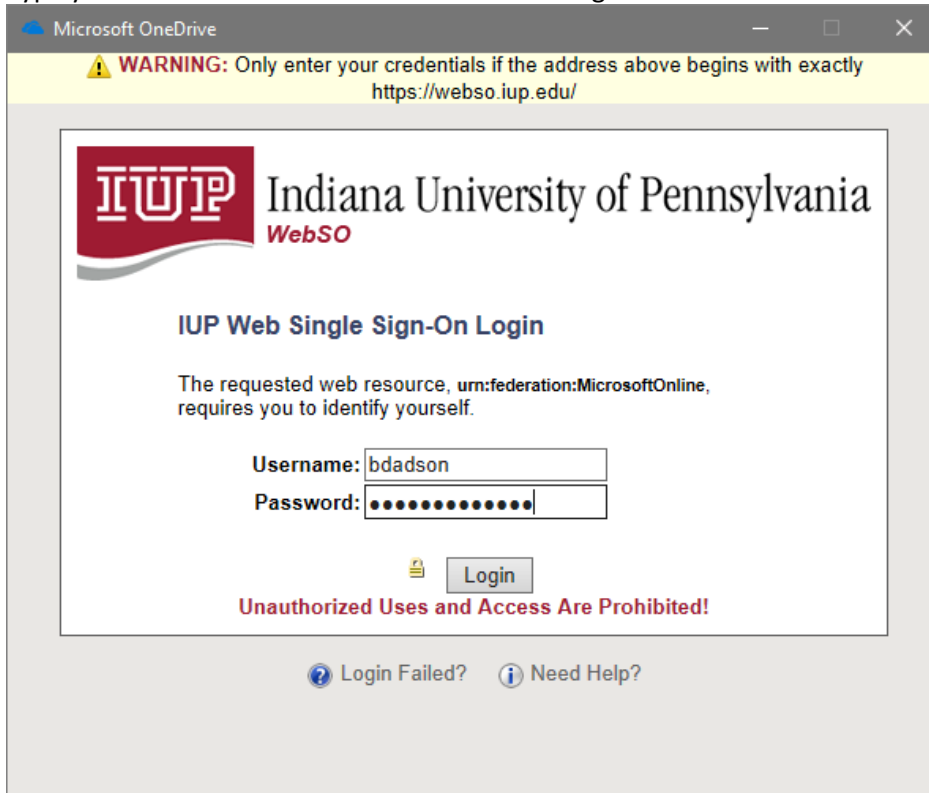 Microsoft OneDrive
WARNING: Only enter your credentials if the address above begins with exactly
https://webso.iup.edu/
IUP Indiana University of Pennsylvania
WebSO
IUP Web Single Sign-On Login
The requested web resource, urn:federation:MicrosoftOnline,
requires you to identify yourself.
Username: bdadson
Password: ●●●●●●●●●●●●●
Login
Unauthorized Uses and Access Are Prohibited!
Login Failed? Need Help?